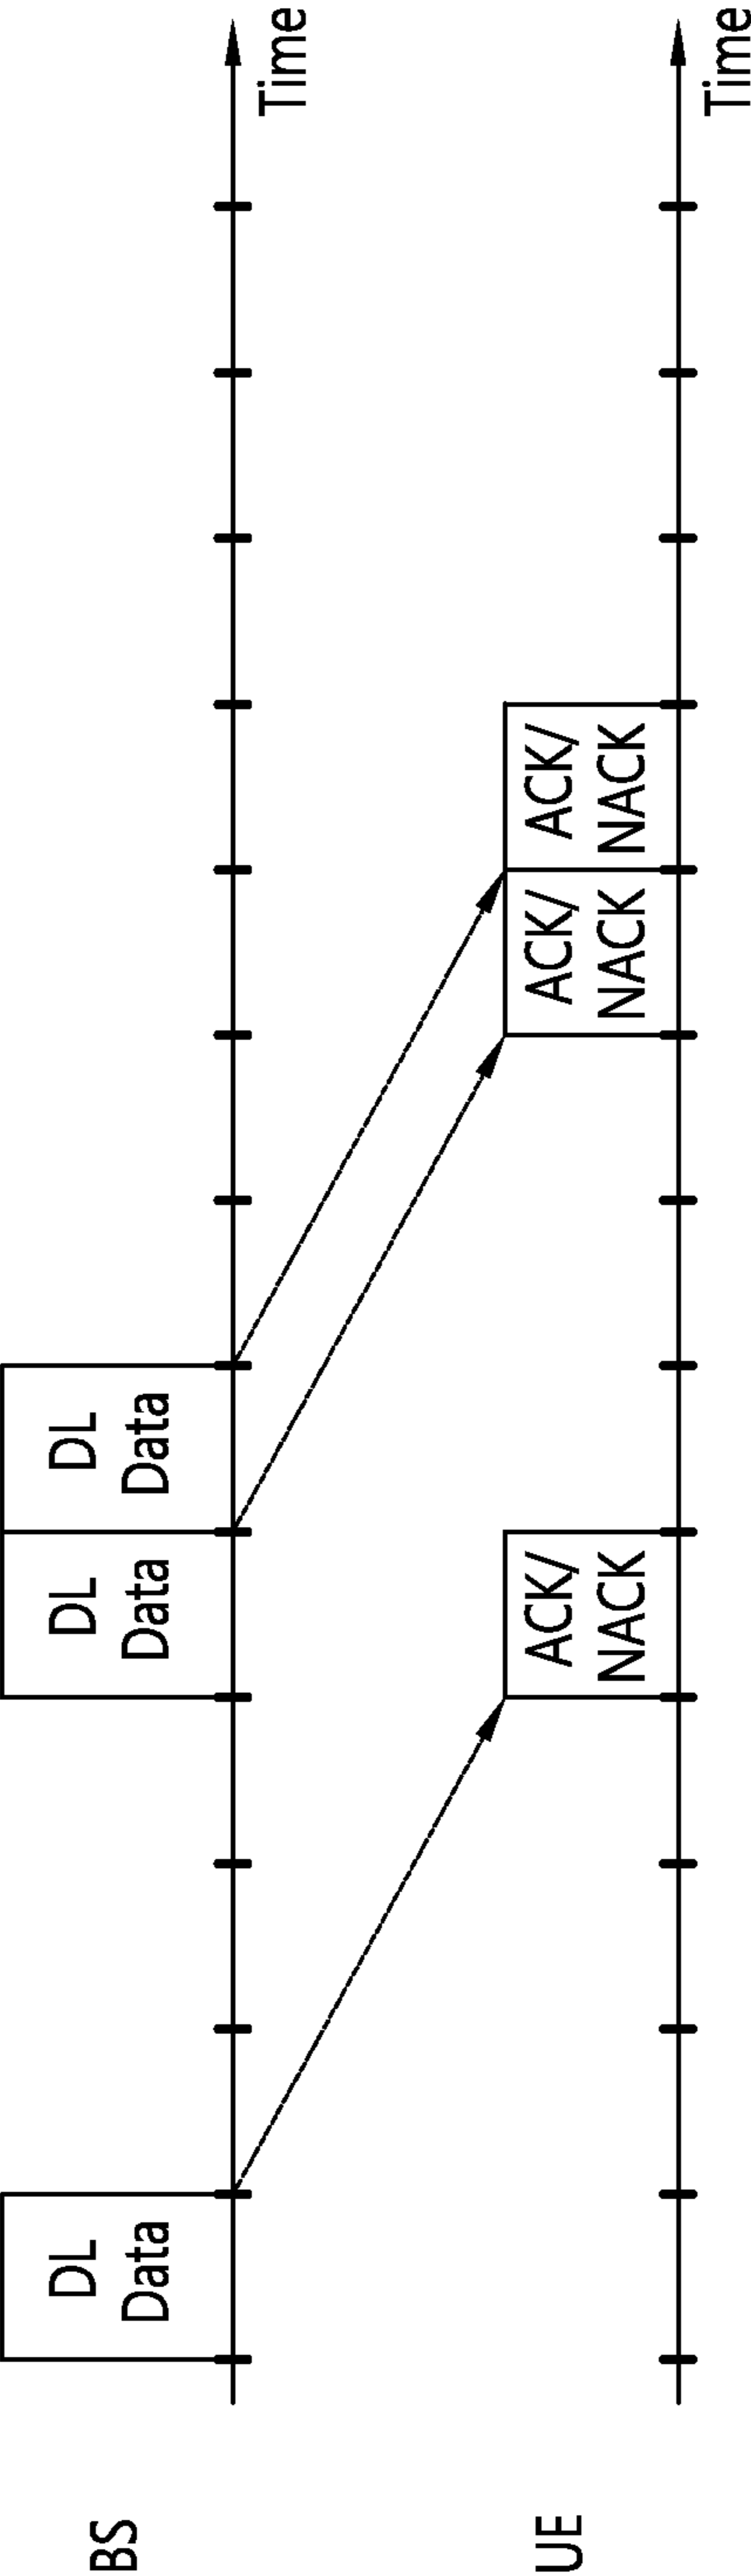 BS
DL
Data
DL
Data
DL
Data
Time
UE
ACK/
NACK
ACK/
NACK
ACK/
NACK
Time